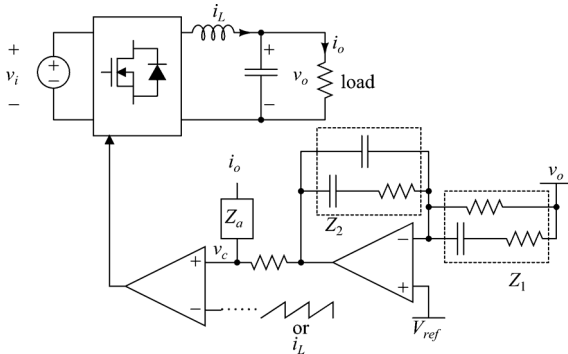 i_L
i_o
+
v_i
−
+
−
+
v_o
−
load
i_o
Z_a
v_c
Z_2
v_o
Z_1
+
−
−
+
V_ref
or
i_L